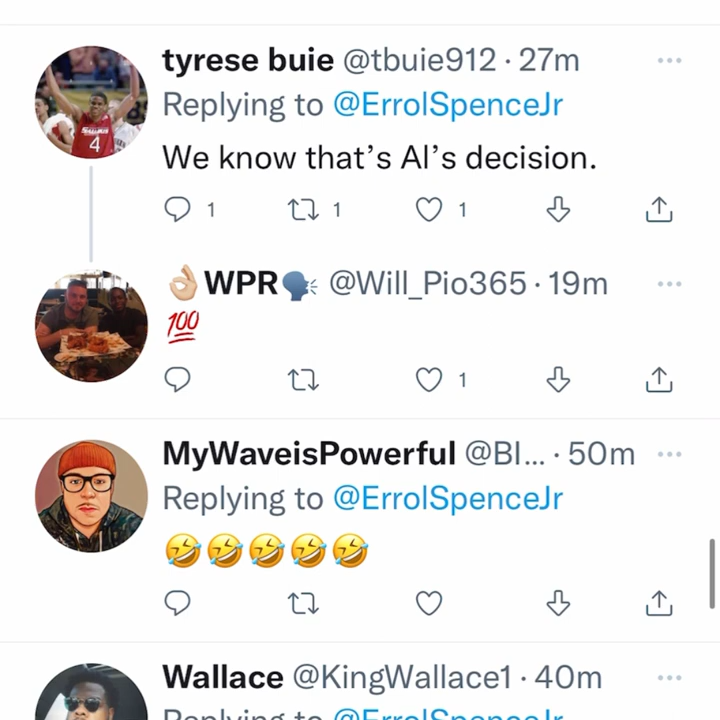 tyrese buie @tbuie912 · 27m
Replying to @ErrolSpenceJr
We know that’s Al’s decision.
1 1 1
👌🏼WPR🗣 @Will_Pio365 · 19m
💯
1
MyWaveisPowerful @BI... · 50m
Replying to @ErrolSpenceJr
🤣🤣🤣🤣🤣
Wallace @KingWallace1 · 40m
Replying to @ErrolSpenceJr